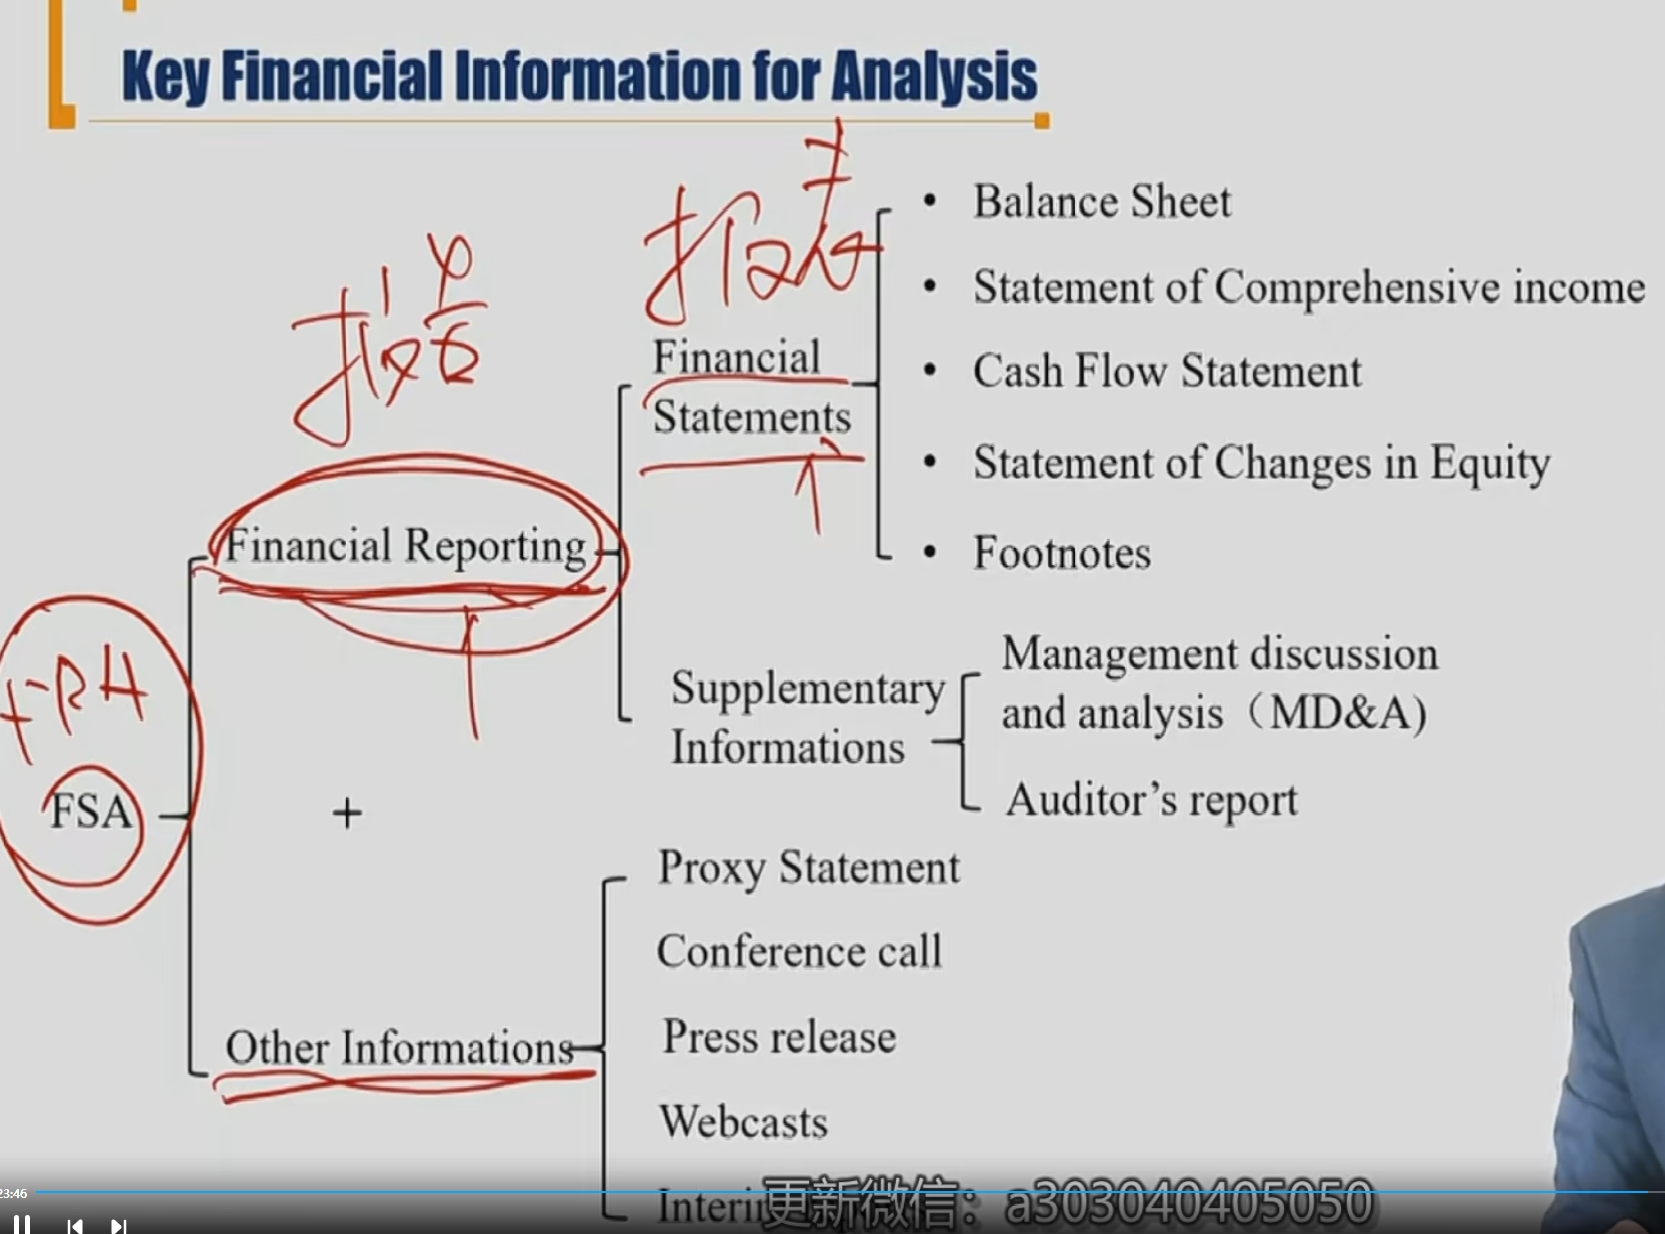 Key Financial Information for Analysis
报表
报告
Balance Sheet
Statement of Comprehensive income
Cash Flow Statement
Statement of Changes in Equity
Footnotes
Financial
Statements
Financial Reporting
Management discussion
and analysis（MD&A)
Supplementary
Informations
Auditor's report
FSA
+
Proxy Statement
Conference call
Press release
Other Informations
Webcasts
更新微信：a303040405050
23:46